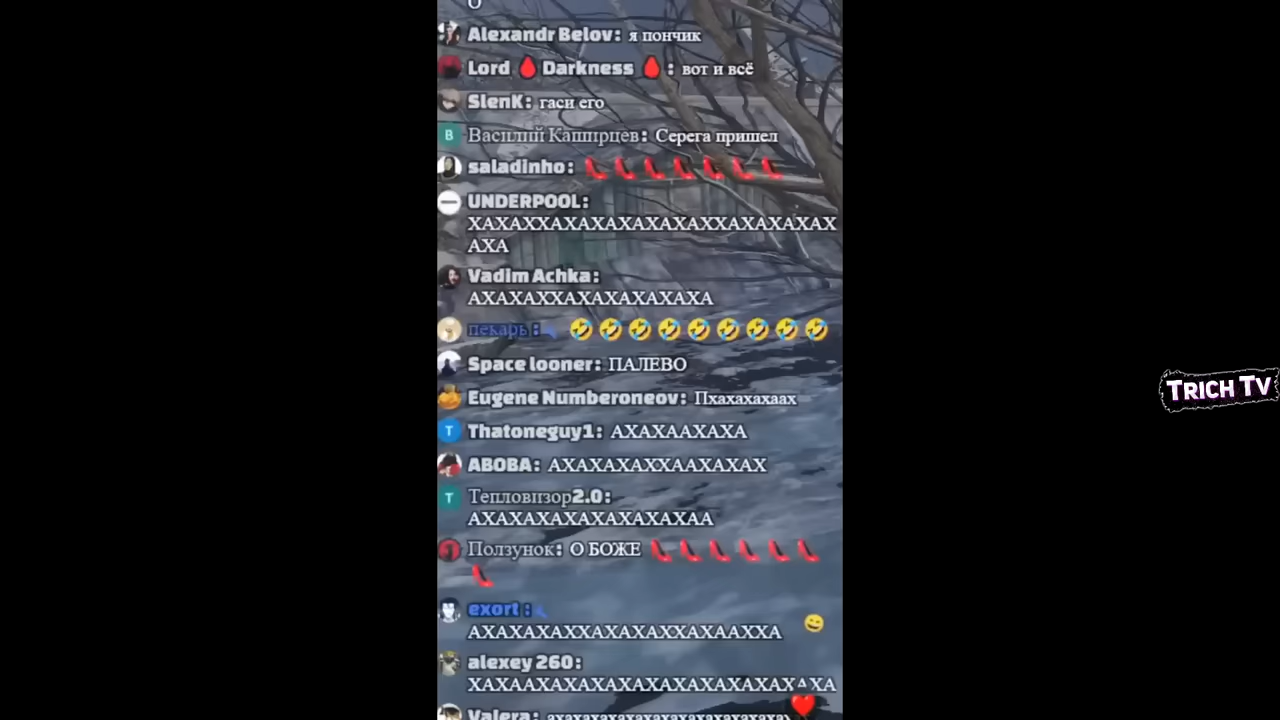 О
Alexandr Belov: я пончик
Lord 🩸 Darkness 🩸 : вот и всё
SlenK: гаси его
Василий Каширцев: Серега пришел
saladinho: 👠👠👠👠👠👠👠
UNDERPOOL:
ХАХАХХАХАХАХАХАХАХХАХАХАХАХ
АХА
Vadim Achka:
АХАХАХХАХАХАХАХАХА
пекарь: 🤣🤣🤣🤣🤣🤣🤣🤣🤣
Space looner: ПАЛЕВО
Eugene Numberoneov: Пхахахахаах
Thatoneguy1: АХАХААХАХА
ABOBA: АХАХАХАХХААХАХАХ
Тепловизор2.0:
АХАХАХАХАХАХАХАХАА
Ползунок: О БОЖЕ 👠👠👠👠👠👠
👠
exort:
АХАХАХАХХАХАХАХХАХААХХА
alexey 260:
ХАХААХАХАХАХАХАХАХАХАХАХАХА
Valera:
TRICH TV